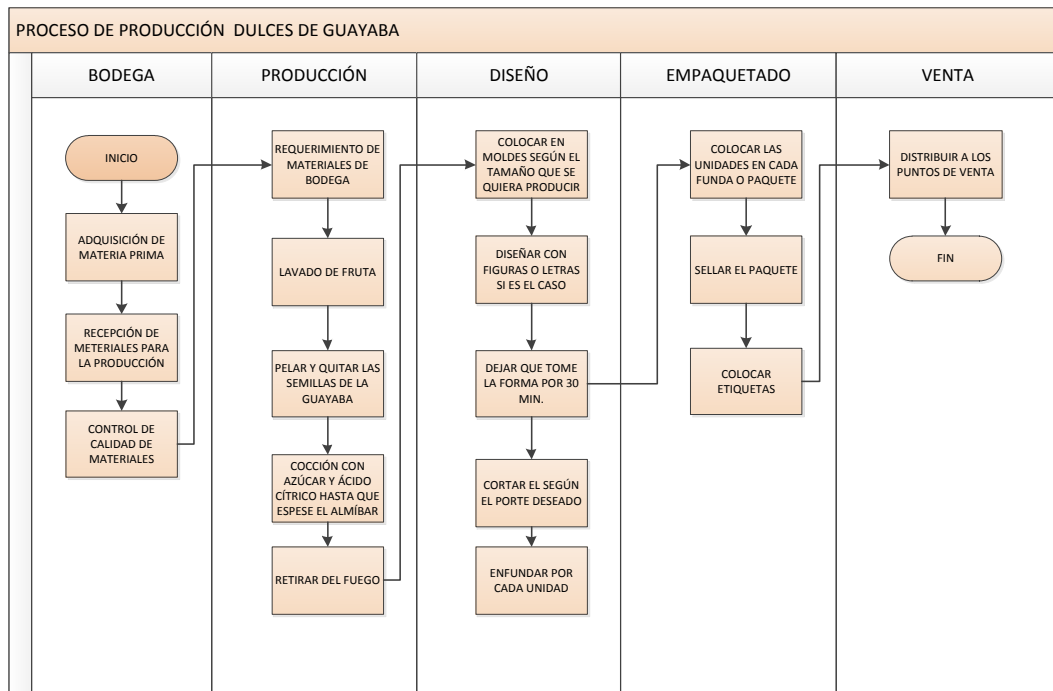 PROCESO DE PRODUCCIÓN DULCES DE GUAYABA
BODEGA
PRODUCCIÓN
DISEÑO
EMPAQUETADO
VENTA
INICIO
ADQUISICIÓN DE
MATERIA PRIMA
RECEPCIÓN DE
METERIALES PARA
LA PRODUCCIÓN
CONTROL DE
CALIDAD DE
MATERIALES
REQUERIMIENTO DE
MATERIALES DE
BODEGA
LAVADO DE FRUTA
PELAR Y QUITAR LAS
SEMILLAS DE LA
GUAYABA
COCCIÓN CON
AZÚCAR Y ÁCIDO
CÍTRICO HASTA QUE
ESPESE EL ALMÍBAR
RETIRAR DEL FUEGO
COLOCAR EN
MOLDES SEGÚN EL
TAMAÑO QUE SE
QUIERA PRODUCIR
DISEÑAR CON
FIGURAS O LETRAS
SI ES EL CASO
DEJAR QUE TOME
LA FORMA POR 30
MIN.
CORTAR EL SEGÚN
EL PORTE DESEADO
ENFUNDAR POR
CADA UNIDAD
COLOCAR LAS
UNIDADES EN CADA
FUNDA O PAQUETE
SELLAR EL PAQUETE
COLOCAR
ETIQUETAS
DISTRIBUIR A LOS
PUNTOS DE VENTA
FIN